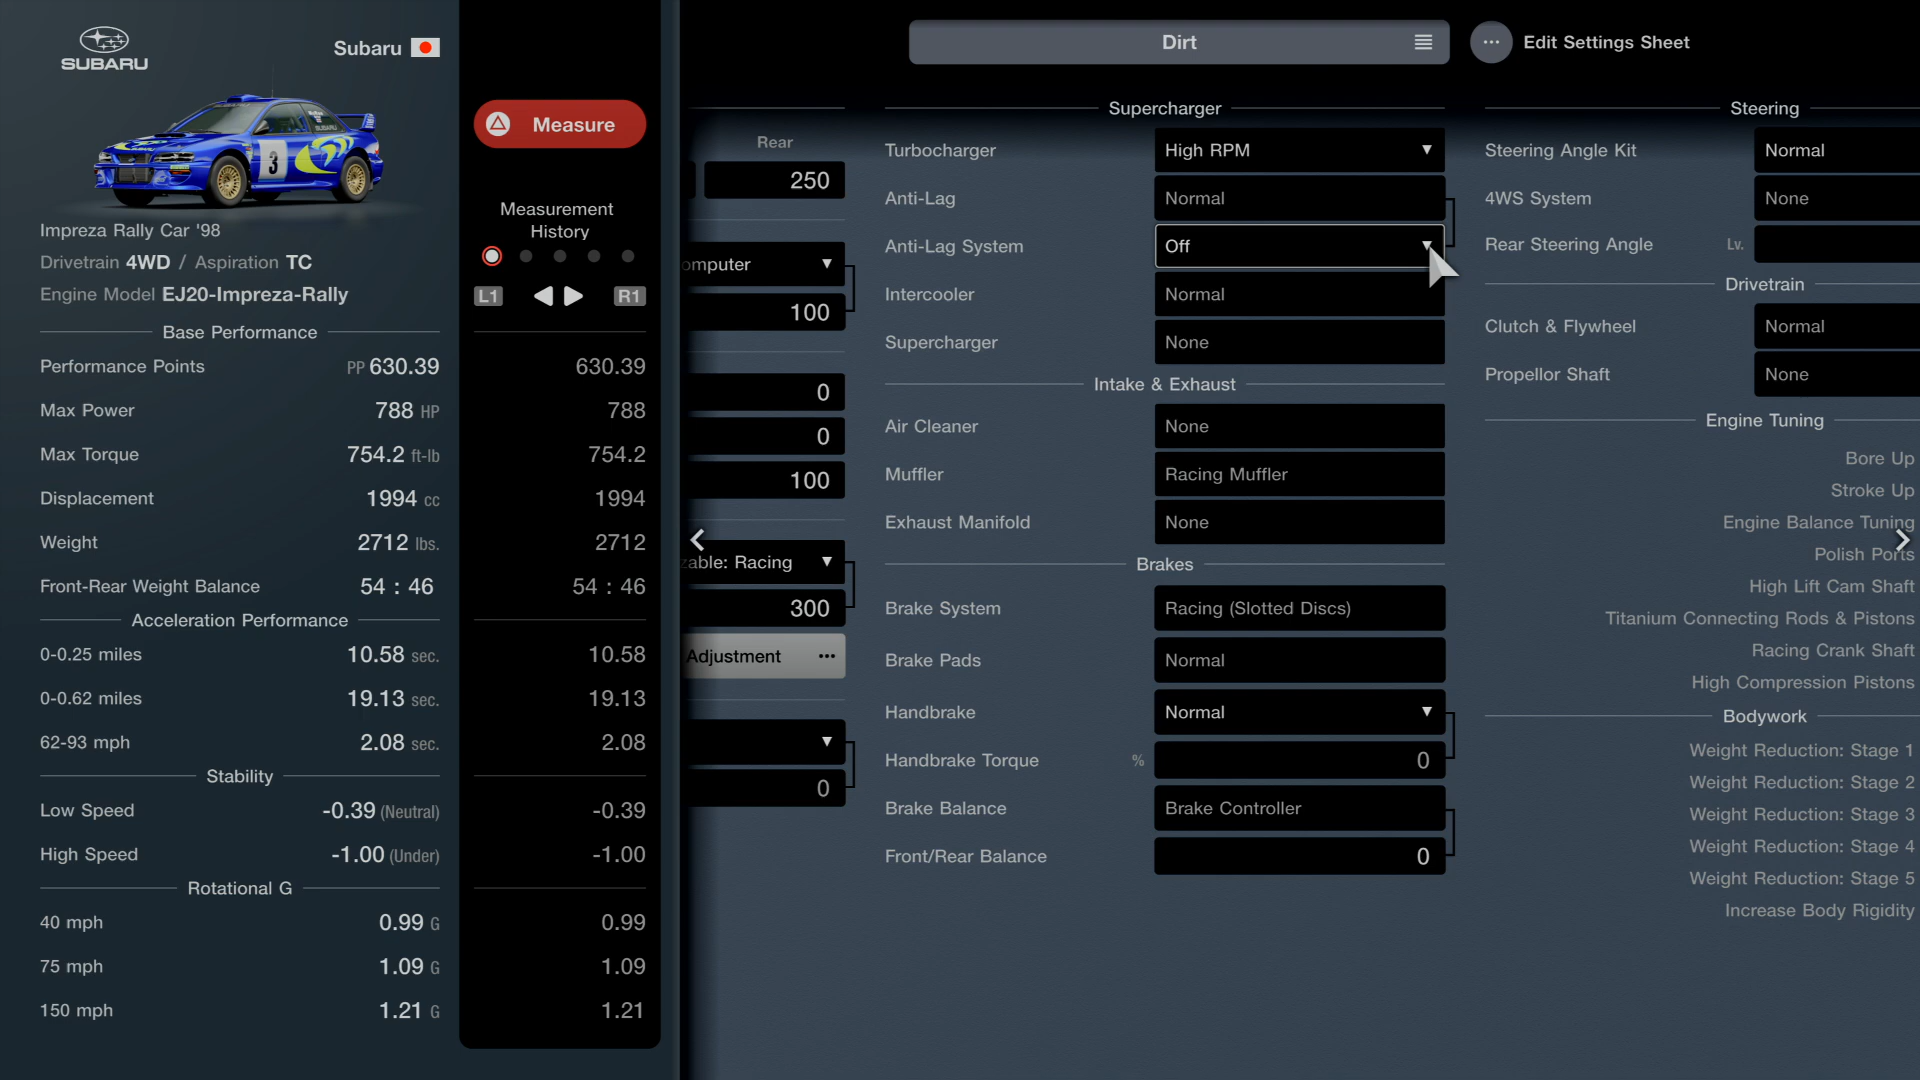 SUBARU
Subaru
Impreza Rally Car '98
Drivetrain 4WD / Aspiration TC
Engine Model EJ20-Impreza-Rally
Base Performance
Performance Points PP 630.39
Max Power 788 HP
Max Torque 754.2 ft-lb
Displacement 1994 cc
Weight 2712 lbs.
Front-Rear Weight Balance 54 : 46
Acceleration Performance
0-0.25 miles 10.58 sec.
0-0.62 miles 19.13 sec.
62-93 mph 2.08 sec.
Stability
Low Speed -0.39 (Neutral)
High Speed -1.00 (Under)
Rotational G
40 mph 0.99 G
75 mph 1.09 G
150 mph 1.21 G
Measure
Measurement
History
L1 R1
630.39
788
754.2
1994
2712
54 : 46
10.58
19.13
2.08
-0.39
-1.00
0.99
1.09
1.21
Dirt
Edit Settings Sheet
Rear
250
omputer
100
0
0
100
zable: Racing
300
Adjustment
0
Supercharger
Turbocharger High RPM
Anti-Lag Normal
Anti-Lag System Off
Intercooler Normal
Supercharger None
Intake & Exhaust
Air Cleaner None
Muffler Racing Muffler
Exhaust Manifold None
Brakes
Brake System Racing (Slotted Discs)
Brake Pads Normal
Handbrake Normal
Handbrake Torque % 0
Brake Balance Brake Controller
Front/Rear Balance 0
Steering
Steering Angle Kit Normal
4WS System None
Rear Steering Angle Lv.
Drivetrain
Clutch & Flywheel Normal
Propellor Shaft None
Engine Tuning
Bore Up
Stroke Up
Engine Balance Tuning
Polish Ports
High Lift Cam Shaft
Titanium Connecting Rods & Pistons
Racing Crank Shaft
High Compression Pistons
Bodywork
Weight Reduction: Stage 1
Weight Reduction: Stage 2
Weight Reduction: Stage 3
Weight Reduction: Stage 4
Weight Reduction: Stage 5
Increase Body Rigidity
3